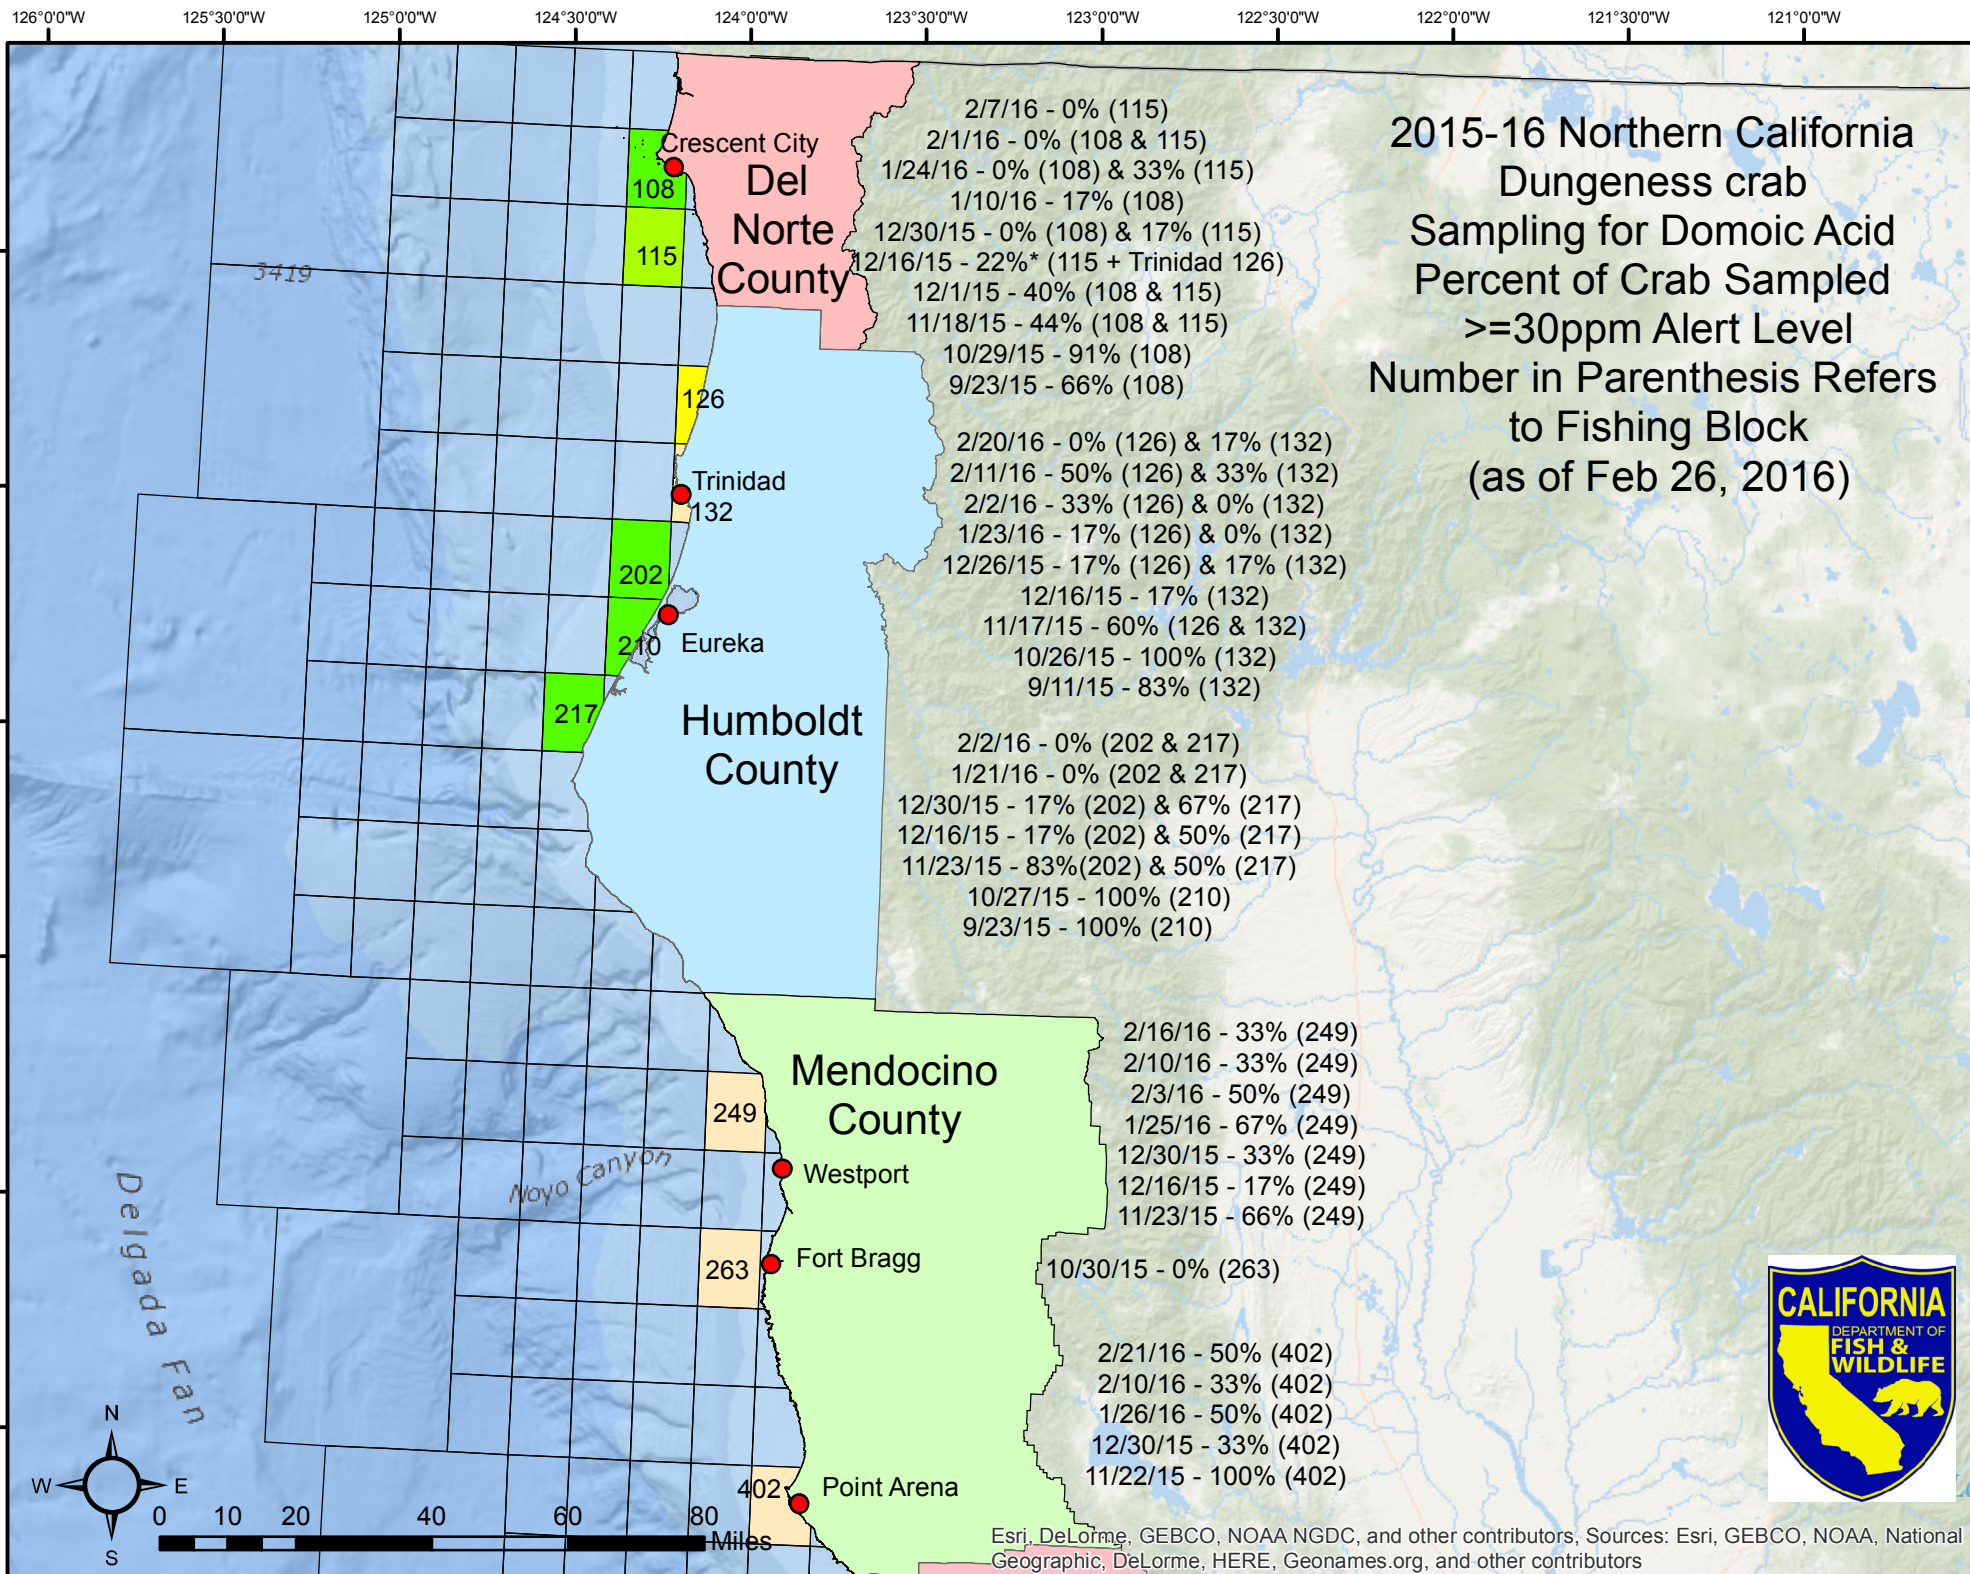 126°0'0"W 125°30'0"W 125°0'0"W 124°30'0"W 124°0'0"W 123°30'0"W 123°0'0"W 122°30'0"W 122°0'0"W 121°30'0"W 121°0'0"W
2015-16 Northern California
Dungeness crab
Sampling for Domoic Acid
Percent of Crab Sampled
>=30ppm Alert Level
Number in Parenthesis Refers
to Fishing Block
(as of Feb 26, 2016)
2/7/16 - 0% (115)
2/1/16 - 0% (108 & 115)
1/24/16 - 0% (108) & 33% (115)
1/10/16 - 17% (108)
12/30/15 - 0% (108) & 17% (115)
12/16/15 - 22%* (115 + Trinidad 126)
12/1/15 - 40% (108 & 115)
11/18/15 - 44% (108 & 115)
10/29/15 - 91% (108)
9/23/15 - 66% (108)
2/20/16 - 0% (126) & 17% (132)
2/11/16 - 50% (126) & 33% (132)
2/2/16 - 33% (126) & 0% (132)
1/23/16 - 17% (126) & 0% (132)
12/26/15 - 17% (126) & 17% (132)
12/16/15 - 17% (132)
11/17/15 - 60% (126 & 132)
10/26/15 - 100% (132)
9/11/15 - 83% (132)
2/2/16 - 0% (202 & 217)
1/21/16 - 0% (202 & 217)
12/30/15 - 17% (202) & 67% (217)
12/16/15 - 17% (202) & 50% (217)
11/23/15 - 83%(202) & 50% (217)
10/27/15 - 100% (210)
9/23/15 - 100% (210)
2/16/16 - 33% (249)
2/10/16 - 33% (249)
2/3/16 - 50% (249)
1/25/16 - 67% (249)
12/30/15 - 33% (249)
12/16/15 - 17% (249)
11/23/15 - 66% (249)
10/30/15 - 0% (263)
2/21/16 - 50% (402)
2/10/16 - 33% (402)
1/26/16 - 50% (402)
12/30/15 - 33% (402)
11/22/15 - 100% (402)
Crescent City
108
Del
Norte
County
115
3419
126
Trinidad
132
202
210
Eureka
217
Humboldt
County
Mendocino
County
249
Westport
Noyo Canyon
263
Fort Bragg
Delgada Fan
402
Point Arena
N
W E
S
0 10 20 40 60 80
Miles
CALIFORNIA
DEPARTMENT OF
FISH &
WILDLIFE
Esri, DeLorme, GEBCO, NOAA NGDC, and other contributors, Sources: Esri, GEBCO, NOAA, National
Geographic, DeLorme, HERE, Geonames.org, and other contributors